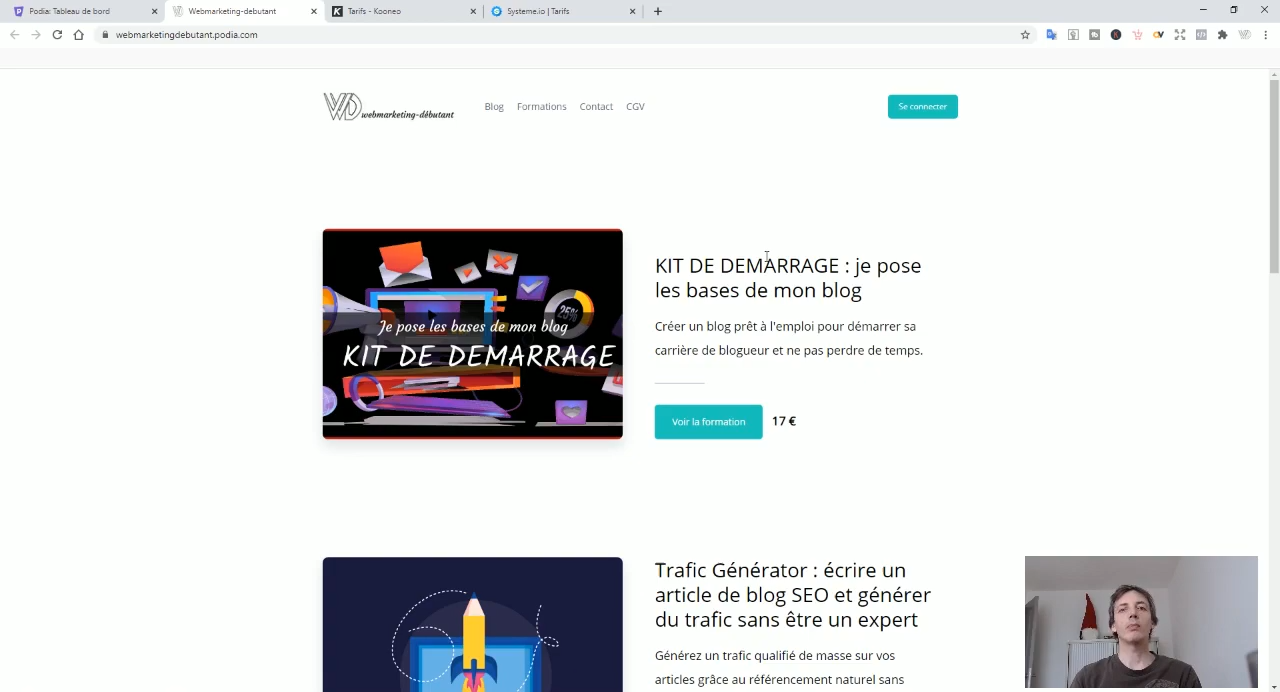 Podia: Tableau de bord
Webmarketing-debutant
Tarifs - Kooneo
Systeme.io | Tarifs
webmarketingdebutant.podia.com
WD webmarketing-débutant
Blog
Formations
Contact
CGV
Se connecter
25%
Je pose les bases de mon blog
KIT DE DEMARRAGE
KIT DE DEMARRAGE : je pose
les bases de mon blog
Créer un blog prêt à l'emploi pour démarrer sa
carrière de blogueur et ne pas perdre de temps.
Voir la formation
17 €
Trafic Générator : écrire un
article de blog SEO et générer
du trafic sans être un expert
Générez un trafic qualifié de masse sur vos
articles grâce au référencement naturel sans